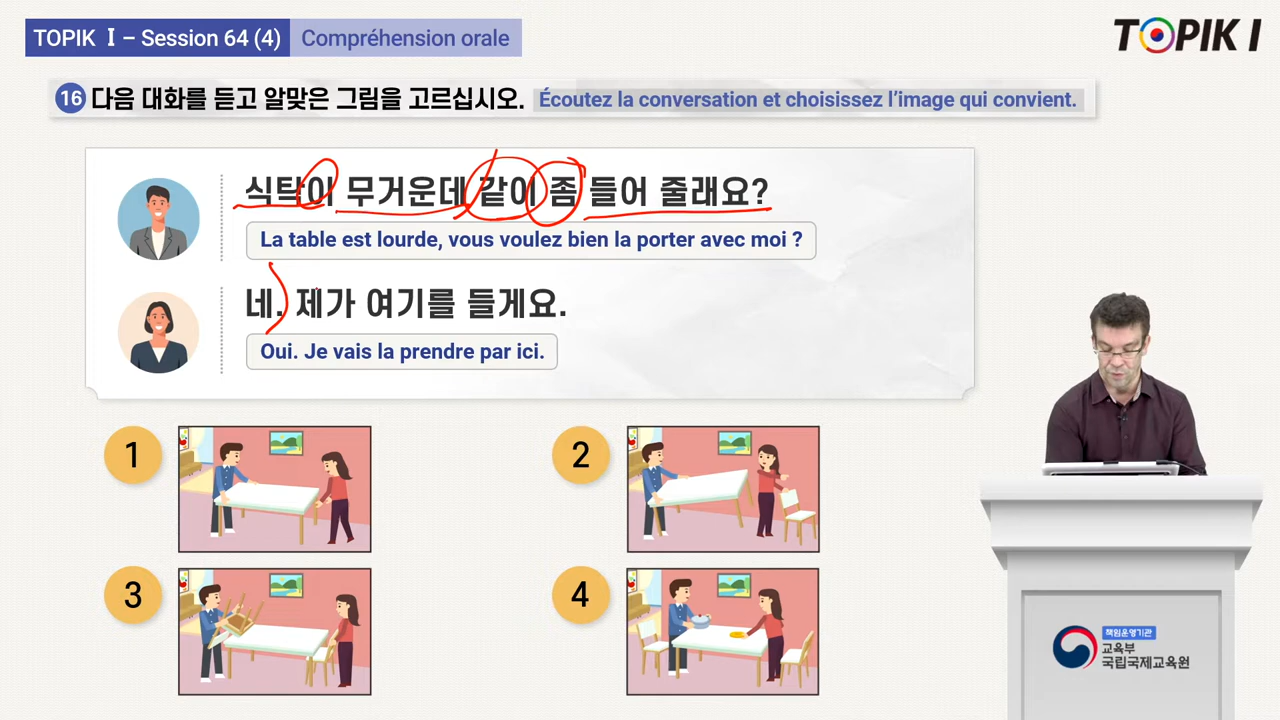 TOPIK Ⅰ – Session 64 (4) Compréhension orale
TOPIK I
16 다음 대화를 듣고 알맞은 그림을 고르십시오. Écoutez la conversation et choisissez l'image qui convient.
식탁이 무거운데 같이 좀 들어 줄래요?
La table est lourde, vous voulez bien la porter avec moi ?
네. 제가 여기를 들게요.
Oui. Je vais la prendre par ici.
1
2
3
4
책임운영기관
교육부
국립국제교육원